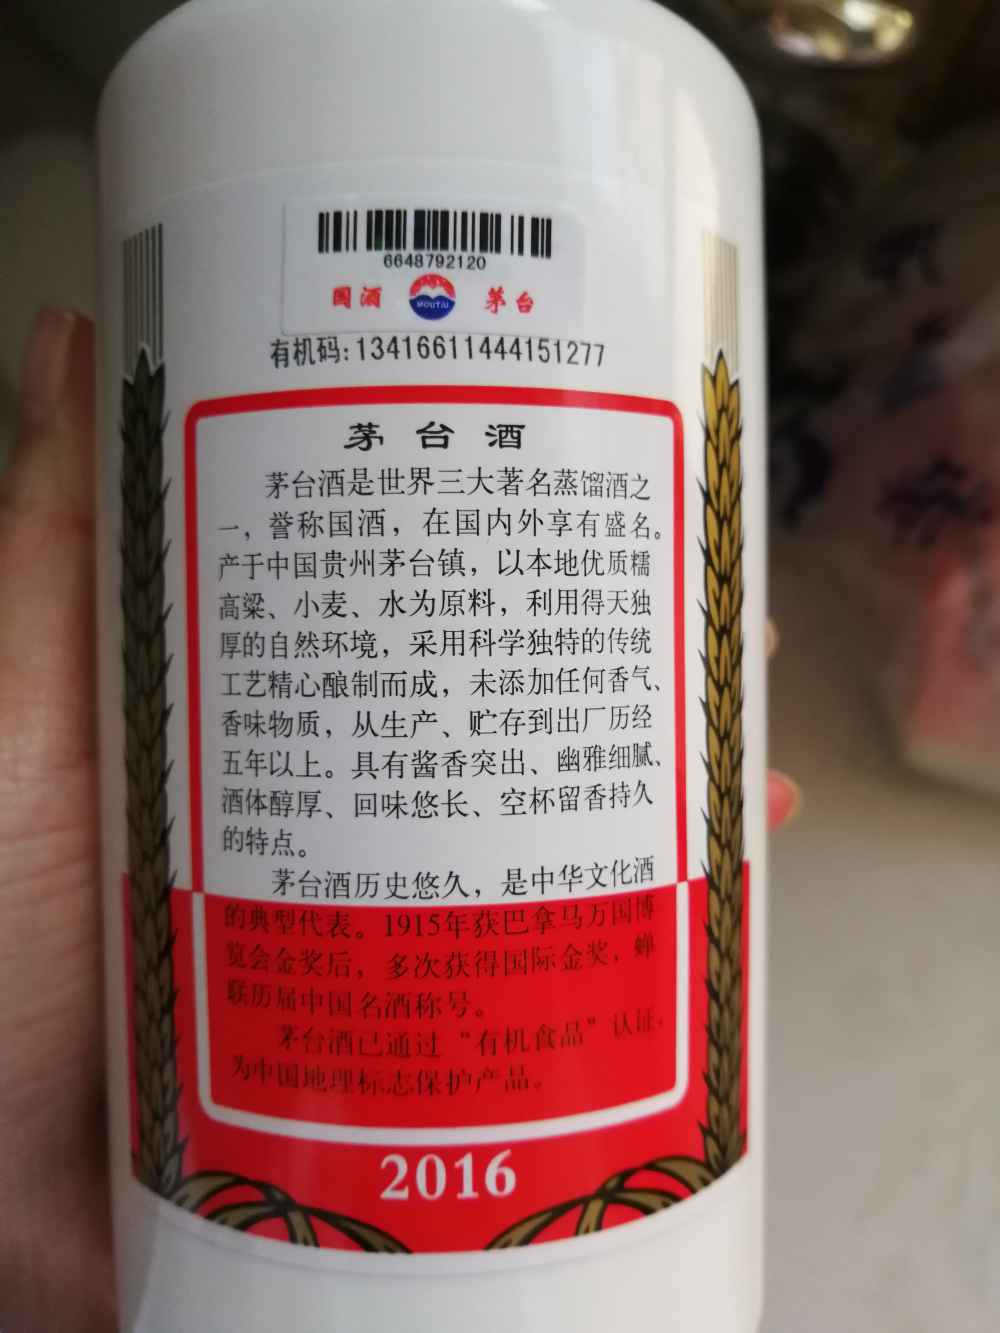 6648792120
国酒 MOUTAI 茅台
有机码:13416611444151277
茅台酒
茅台酒是世界三大著名蒸馏酒之
一，誉称国酒，在国内外享有盛名。
产于中国贵州茅台镇，以本地优质糯
高粱、小麦、水为原料，利用得天独
厚的自然环境，采用科学独特的传统
工艺精心酿制而成，未添加任何香气、
香味物质，从生产、贮存到出厂历经
五年以上。具有酱香突出、幽雅细腻、
酒体醇厚、回味悠长、空杯留香持久
的特点。
茅台酒历史悠久，是中华文化酒
的典型代表。1915年获巴拿马万国博
览会金奖后，多次获得国际金奖，蝉
联历届中国名酒称号。
茅台酒已通过“有机食品”认证，
为中国地理标志保护产品。
2016